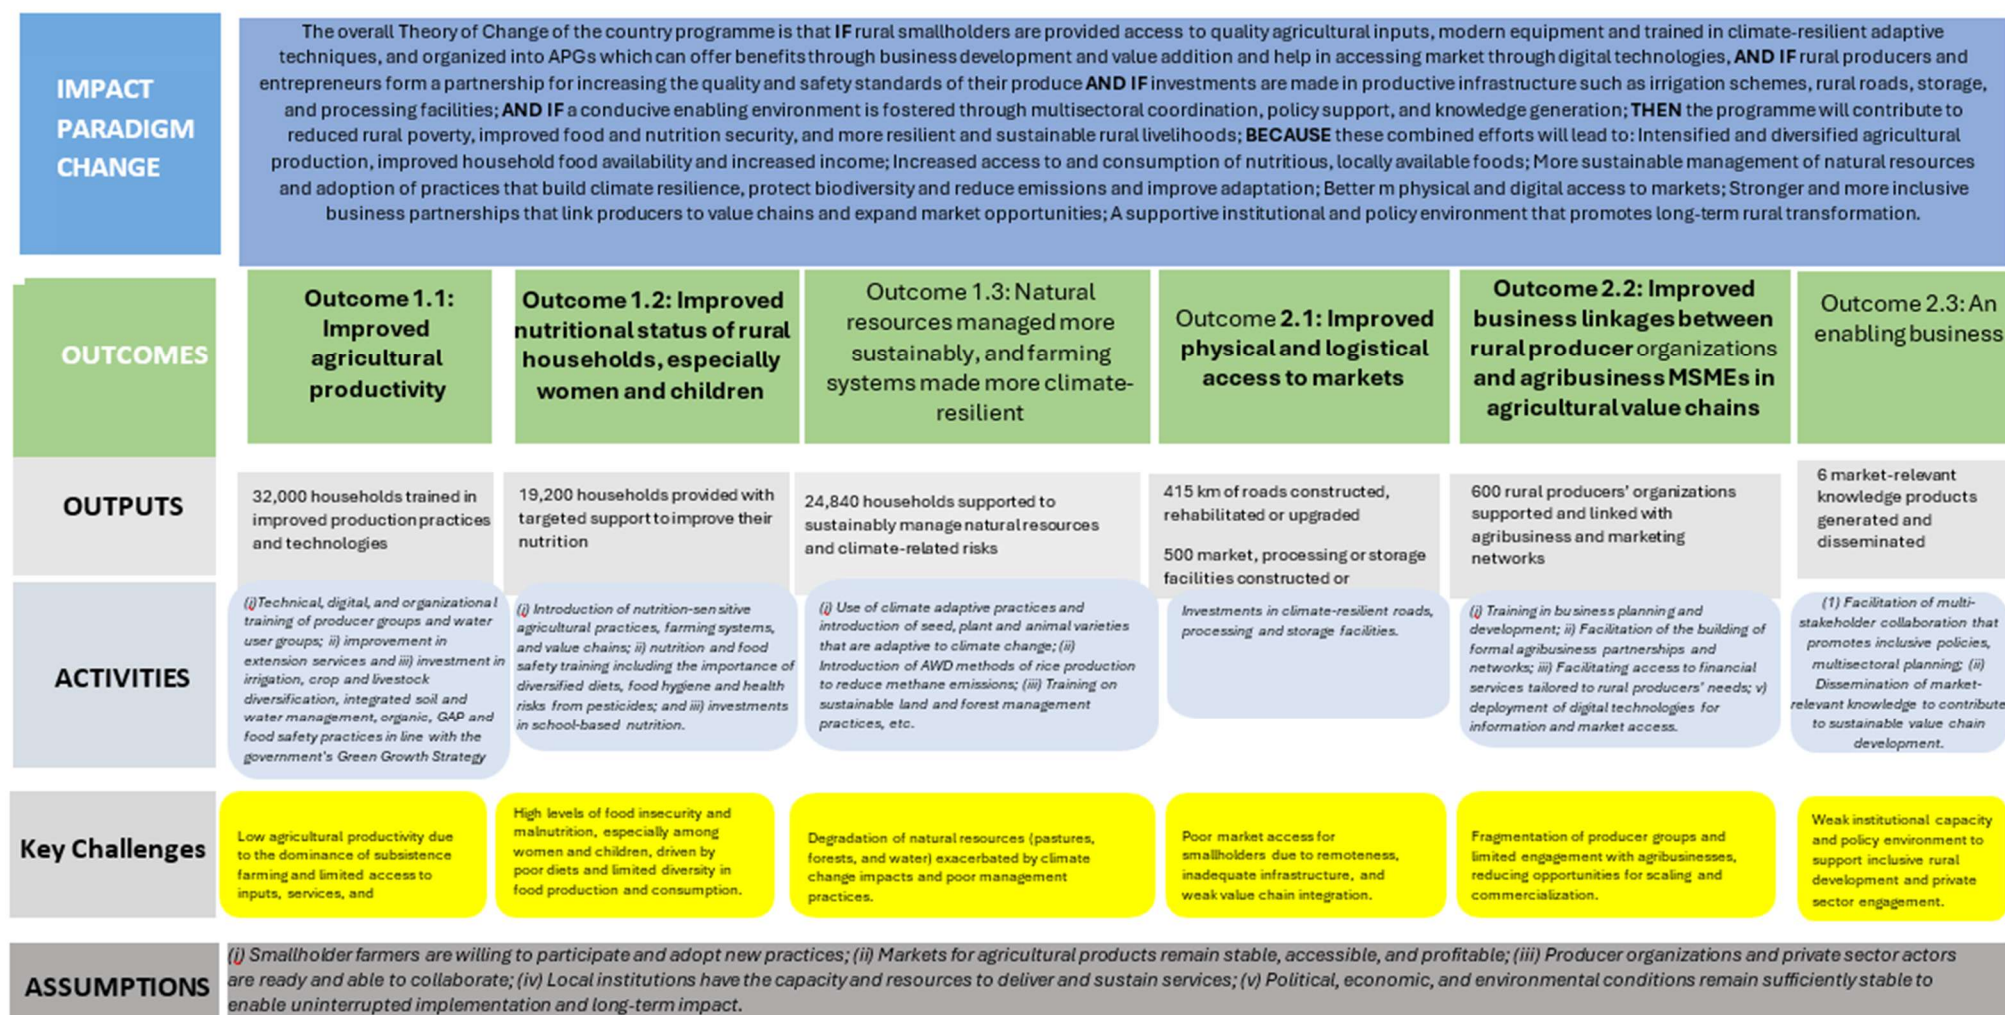 IMPACT
PARADIGM
CHANGE
The overall Theory of Change of the country programme is that IF rural smallholders are provided access to quality agricultural inputs, modern equipment and trained in climate-resilient adaptive
techniques, and organized into APGs which can offer benefits through business development and value addition and help in accessing market through digital technologies, AND IF rural producers and
entrepreneurs form a partnership for increasing the quality and safety standards of their produce AND IF investments are made in productive infrastructure such as irrigation schemes, rural roads, storage,
and processing facilities; AND IF a conducive enabling environment is fostered through multisectoral coordination, policy support, and knowledge generation; THEN the programme will contribute to
reduced rural poverty, improved food and nutrition security, and more resilient and sustainable rural livelihoods; BECAUSE these combined efforts will lead to: Intensified and diversified agricultural
production, improved household food availability and increased income; Increased access to and consumption of nutritious, locally available foods; More sustainable management of natural resources
and adoption of practices that build climate resilience, protect biodiversity and reduce emissions and improve adaptation; Better m physical and digital access to markets; Stronger and more inclusive
business partnerships that link producers to value chains and expand market opportunities; A supportive institutional and policy environment that promotes long-term rural transformation.
OUTCOMES
Outcome 1.1:
Improved
agricultural
productivity
Outcome 1.2: Improved
nutritional status of rural
households, especially
women and children
Outcome 1.3: Natural
resources managed more
sustainably, and farming
systems made more climate-
resilient
Outcome 2.1: Improved
physical and logistical
access to markets
Outcome 2.2: Improved
business linkages between
rural producer organizations
and agribusiness MSMEs in
agricultural value chains
Outcome 2.3: An
enabling business
OUTPUTS
32,000 households trained in
improved production practices
and technologies
19,200 households provided with
targeted support to improve their
nutrition
24,840 households supported to
sustainably manage natural resources
and climate-related risks
415 km of roads constructed,
rehabilitated or upgraded
500 market, processing or storage
facilities constructed or
600 rural producers' organizations
supported and linked with
agribusiness and marketing
networks
6 market-relevant
knowledge products
generated and
disseminated
ACTIVITIES
(i)Technical, digital, and organizational
training of producer groups and water
user groups; ii) improvement in
extension services and iii) investment in
irrigation, crop and livestock
diversification, integrated soil and
water management, organic, GAP and
food safety practices in line with the
government's Green Growth Strategy
(i) Introduction of nutrition-sensitive
agricultural practices, farming systems,
and value chains; ii) nutrition and food
safety training including the importance of
diversified diets, food hygiene and health
risks from pesticides; and iii) investments
in school-based nutrition.
(i) Use of climate adaptive practices and
introduction of seed, plant and animal varieties
that are adaptive to climate change; (ii)
Introduction of AWD methods of rice production
to reduce methane emissions; (iii) Training on
sustainable land and forest management
practices, etc.
Investments in climate-resilient roads,
processing and storage facilities.
(i) Training in business planning and
development; ii) Facilitation of the building of
formal agribusiness partnerships and
networks; iii) Facilitating access to financial
services tailored to rural producers' needs; v)
deployment of digital technologies for
information and market access.
(1) Facilitation of multi-
stakeholder collaboration that
promotes inclusive policies,
multisectoral planning; (ii)
Dissemination of market-
relevant knowledge to contribute
to sustainable value chain
development.
Key Challenges
Low agricultural productivity due
to the dominance of subsistence
farming and limited access to
inputs, services, and
High levels of food insecurity and
malnutrition, especially among
women and children, driven by
poor diets and limited diversity in
food production and consumption.
Degradation of natural resources (pastures,
forests, and water) exacerbated by climate
change impacts and poor management
practices.
Poor market access for
smallholders due to remoteness,
inadequate infrastructure, and
weak value chain integration.
Fragmentation of producer groups and
limited engagement with agribusinesses,
reducing opportunities for scaling and
commercialization.
Weak institutional capacity
and policy environment to
support inclusive rural
development and private
sector engagement.
ASSUMPTIONS
(i) Smallholder farmers are willing to participate and adopt new practices; (ii) Markets for agricultural products remain stable, accessible, and profitable; (iii) Producer organizations and private sector actors
are ready and able to collaborate; (iv) Local institutions have the capacity and resources to deliver and sustain services; (v) Political, economic, and environmental conditions remain sufficiently stable to
enable uninterrupted implementation and long-term impact.